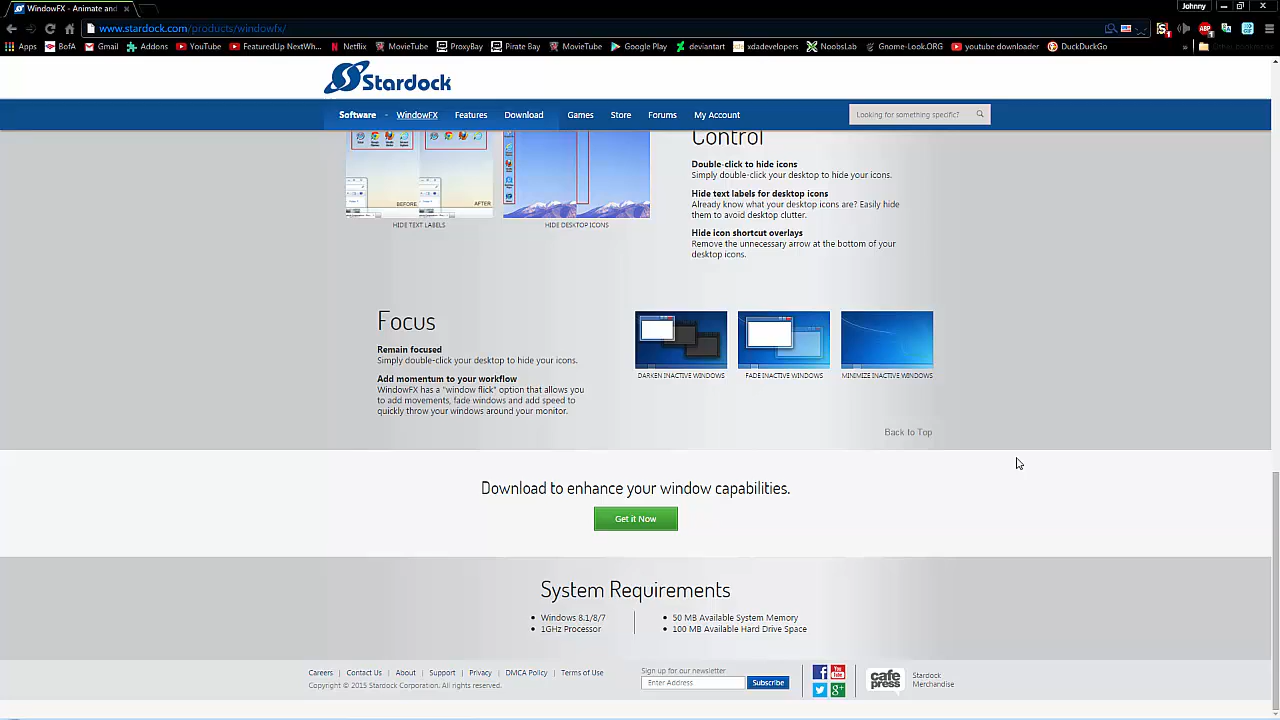 WindowFX - Animate and
Johnny
www.stardock.com/products/windowfx/
Apps BofA Gmail Addons YouTube FeaturedUp NextWh... Netflix MovieTube ProxyBay Pirate Bay MovieTube Google Play deviantart xdadevelopers NoobsLab Gnome-Look.ORG youtube downloader DuckDuckGo
Stardock
Software WindowFX Features Download Games Store Forums My Account Looking for something specific?
Control
BEFORE AFTER
HIDE TEXT LABELS HIDE DESKTOP ICONS
Double-click to hide icons
Simply double-click your desktop to hide your icons.
Hide text labels for desktop icons
Already know what your desktop icons are? Easily hide
them to avoid desktop clutter.
Hide icon shortcut overlays
Remove the unnecessary arrow at the bottom of your
desktop icons.
Focus
Remain focused
Simply double-click your desktop to hide your icons.
Add momentum to your workflow
WindowFX has a "window flick" option that allows you
to add movements, fade windows and add speed to
quickly throw your windows around your monitor.
DARKEN INACTIVE WINDOWS FADE INACTIVE WINDOWS MINIMIZE INACTIVE WINDOWS
Back to Top
Download to enhance your window capabilities.
Get it Now
System Requirements
Windows 8.1/8/7
1GHz Processor
50 MB Available System Memory
100 MB Available Hard Drive Space
Careers | Contact Us | About | Support | Privacy | DMCA Policy | Terms of Use
Copyright © 2015 Stardock Corporation. All rights reserved.
Sign up for our newsletter
Enter Address Subscribe
cafe
press
Stardock
Merchandise